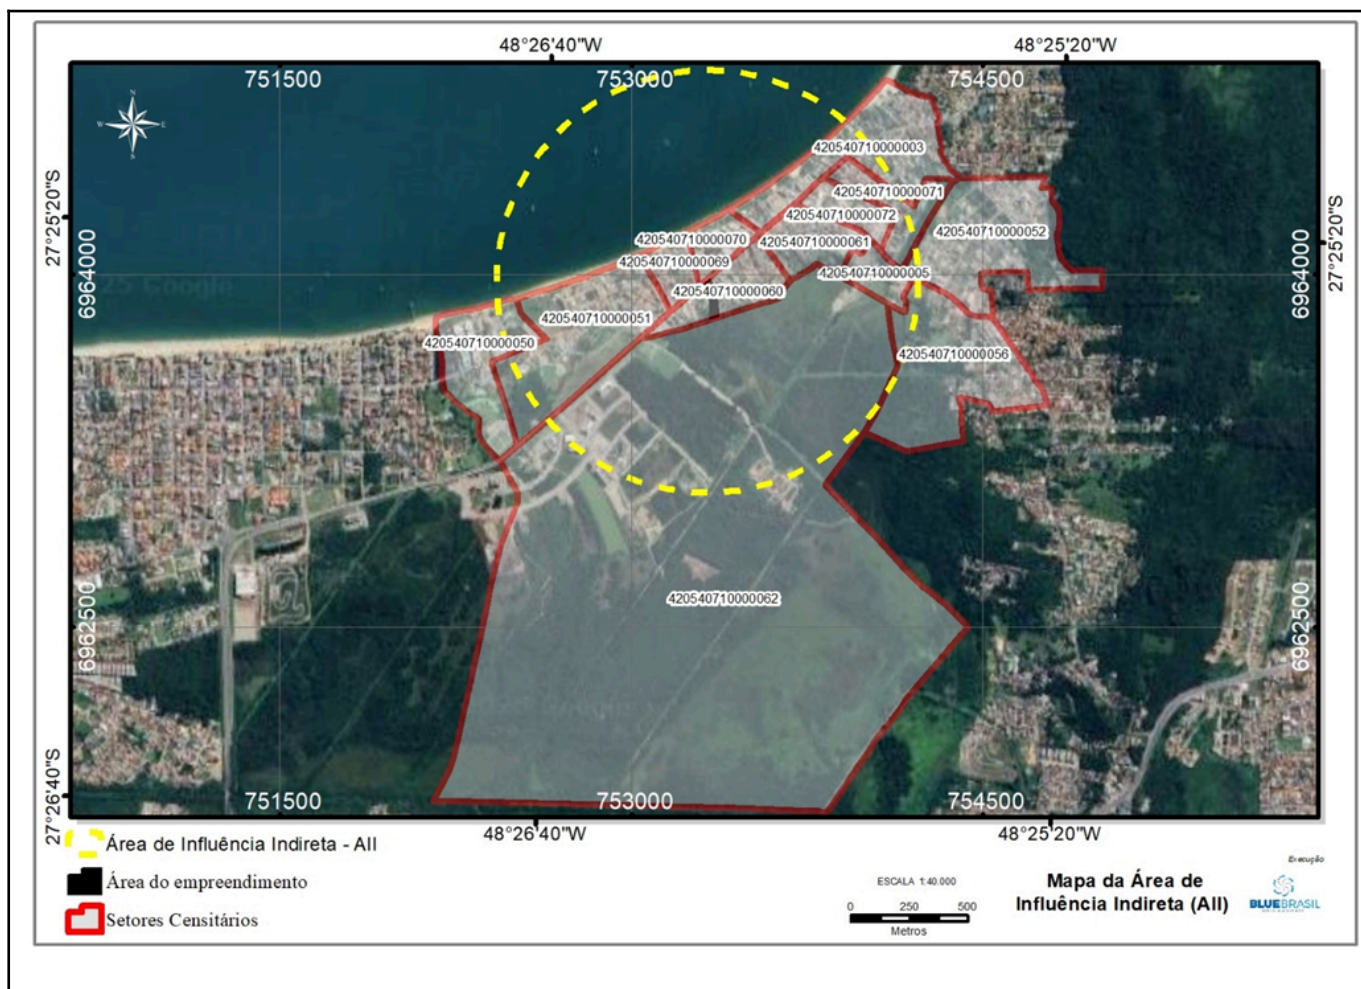 48°26'40"W
48°25'20"W
751500
753000
754500
N
W
E
S
27°25'20"S
27°25'20"S
6964000
6964000
420540710000003
420540710000071
420540710000072
420540710000052
420540710000070
420540710000061
420540710000069
420540710000005
420540710000060
420540710000051
420540710000050
420540710000056
420540710000062
6962500
6962500
27°26'40"S
751500
753000
754500
48°26'40"W
48°25'20"W
Área de Influência Indireta - AII
Área do empreendimento
Setores Censitários
ESCALA 1:40.000
0 250 500
Metros
Mapa da Área de
Influência Indireta (AII)
Execução
BLUEBRASIL